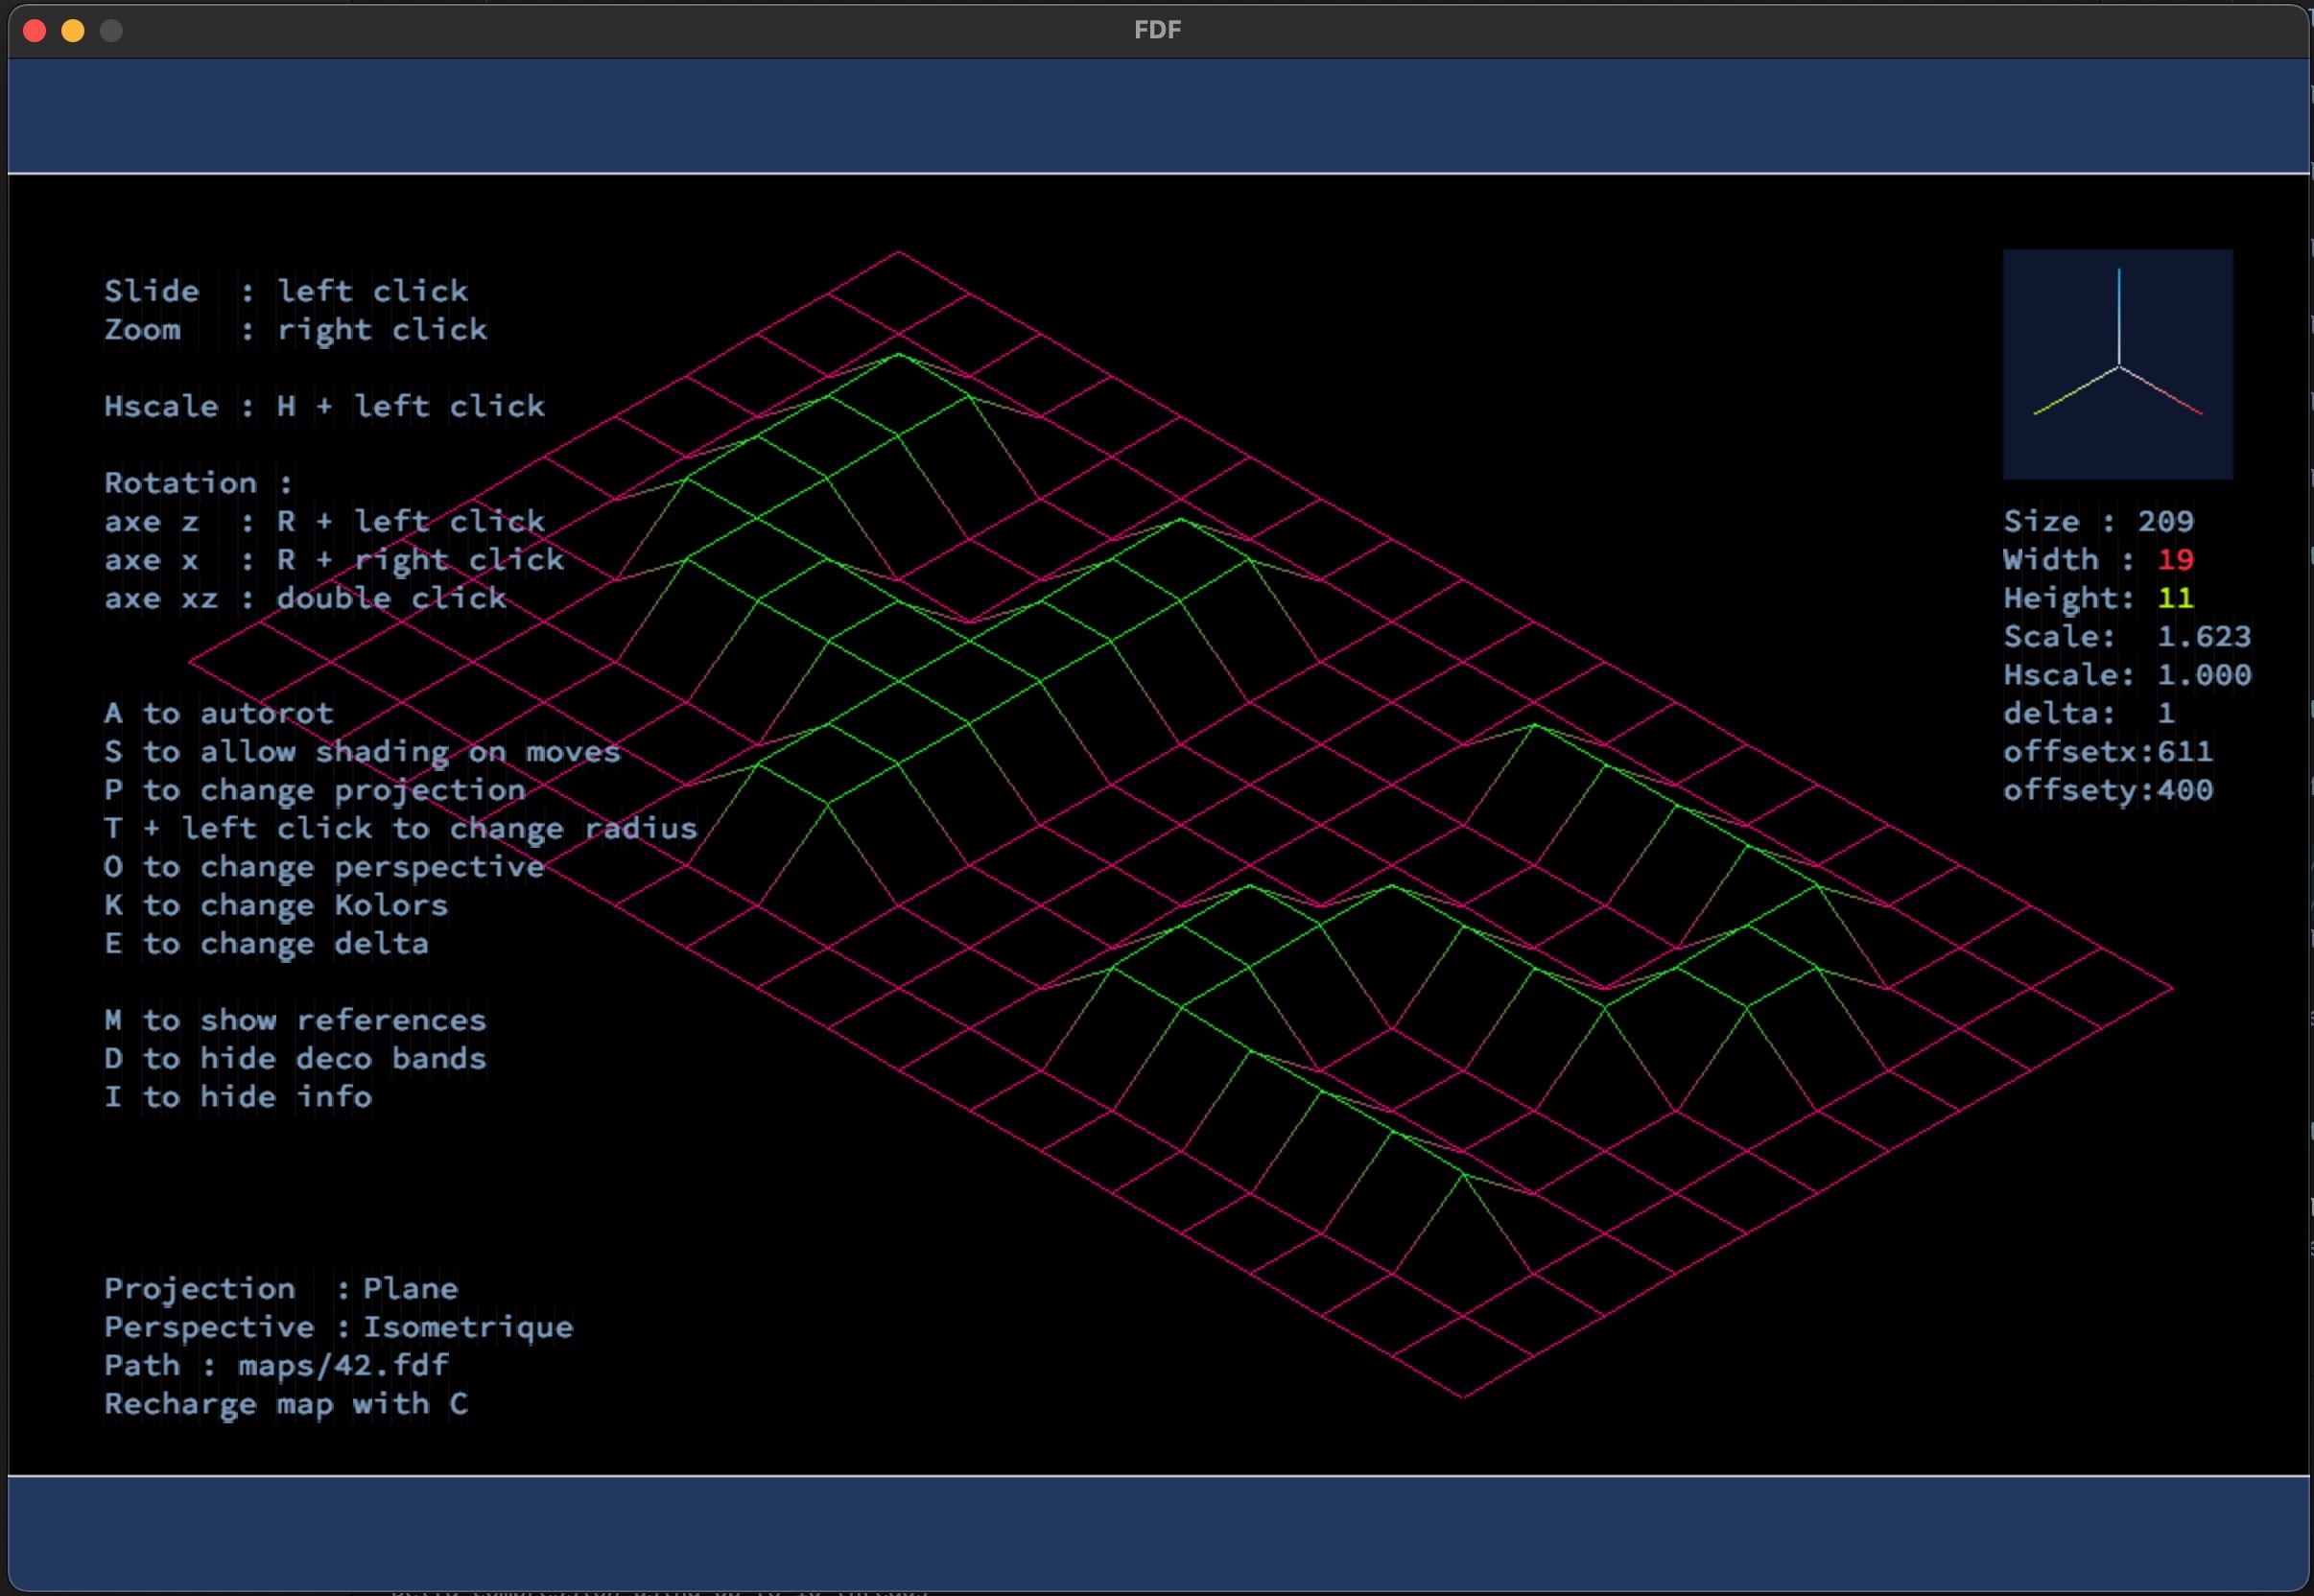 FDF
Slide : left click
Zoom : right click
Hscale : H + left click
Rotation :
axe z : R + left click
axe x : R + right click
axe xz : double click
A to autorot
S to allow shading on moves
P to change projection
T + left click to change radius
O to change perspective
K to change Kolors
E to change delta
M to show references
D to hide deco bands
I to hide info
Projection : Plane
Perspective : Isometrique
Path : maps/42.fdf
Recharge map with C
Size : 209
Width : 19
Height: 11
Scale: 1.623
Hscale: 1.000
delta: 1
offsetx:611
offsety:400